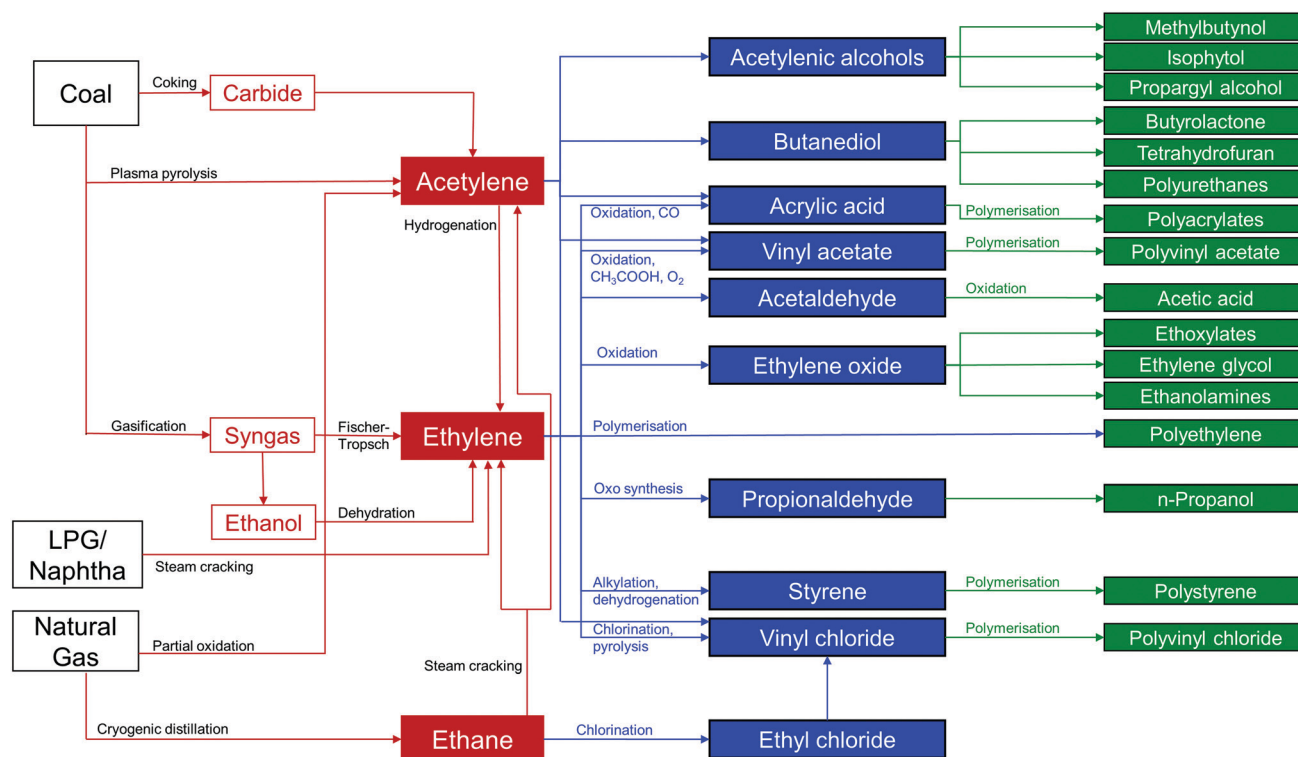 Methylbutynol
Acetylenic alcohols
Isophytol
Propargyl alcohol
Coal
Coking
Carbide
Butyrolactone
Butanediol
Tetrahydrofuran
Polyurethanes
Plasma pyrolysis
Acetylene
Hydrogenation
Oxidation, CO
Acrylic acid
Polymerisation
Polyacrylates
Vinyl acetate
Polymerisation
Polyvinyl acetate
Oxidation,
CH₃COOH, O₂
Acetaldehyde
Oxidation
Acetic acid
Ethoxylates
Oxidation
Ethylene oxide
Ethylene glycol
Ethanolamines
Gasification
Syngas
Fischer-
Tropsch
Ethylene
Polymerisation
Polyethylene
Oxo synthesis
Propionaldehyde
n-Propanol
Ethanol
Dehydration
LPG/
Naphtha
Steam cracking
Alkylation,
dehydrogenation
Styrene
Polymerisation
Polystyrene
Natural
Gas
Partial oxidation
Chlorination,
pyrolysis
Vinyl chloride
Polymerisation
Polyvinyl chloride
Steam cracking
Cryogenic distillation
Ethane
Chlorination
Ethyl chloride